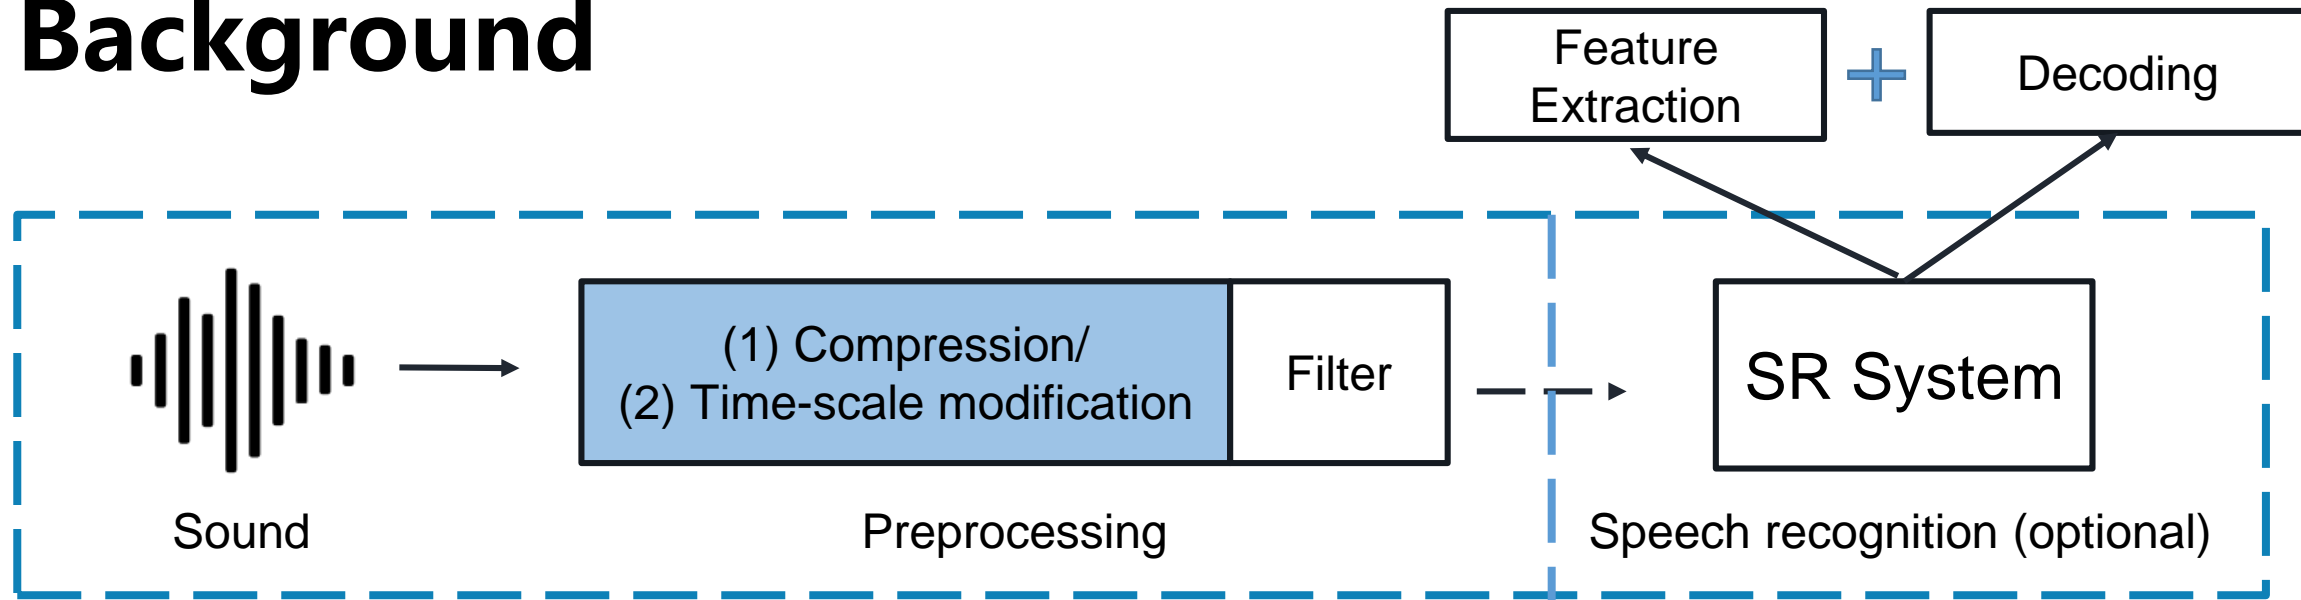 Background
Feature
Extraction
Decoding
(1) Compression/
(2) Time-scale modification
Filter
SR System
Sound
Preprocessing
Speech recognition (optional)